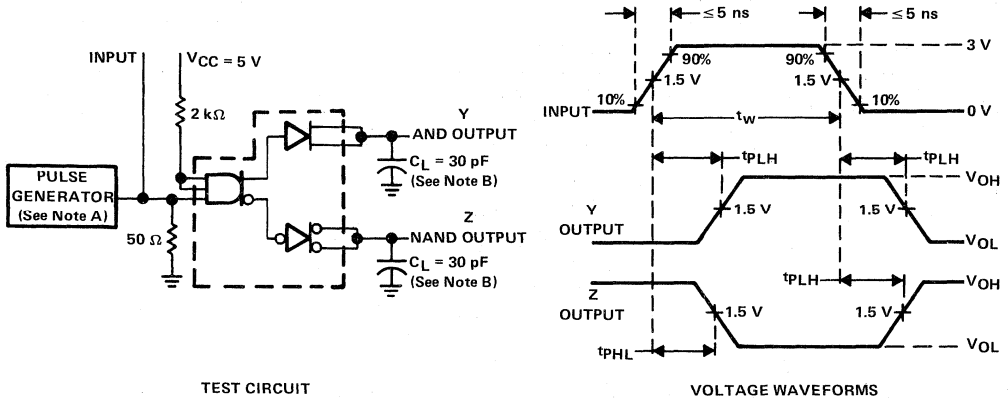 INPUT
VCC = 5 V
2 kΩ
Y
AND OUTPUT
CL = 30 pF
(See Note B)
PULSE
GENERATOR
(See Note A)
50 Ω
Z
NAND OUTPUT
CL = 30 pF
(See Note B)
TEST CIRCUIT
≤5 ns
≤5 ns
3 V
90%
90%
1.5 V
1.5 V
10%
10%
INPUT
0 V
tw
tPLH
tPLH
VOH
1.5 V
1.5 V
Y
OUTPUT
VOL
tPLH
VOH
Z
OUTPUT
1.5 V
1.5 V
tPHL
VOL
VOLTAGE WAVEFORMS